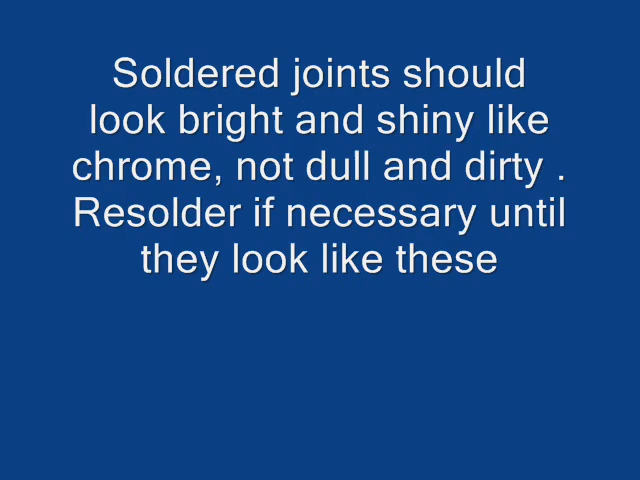 Soldered joints should
look bright and shiny like
chrome, not dull and dirty .
Resolder if necessary until
they look like these